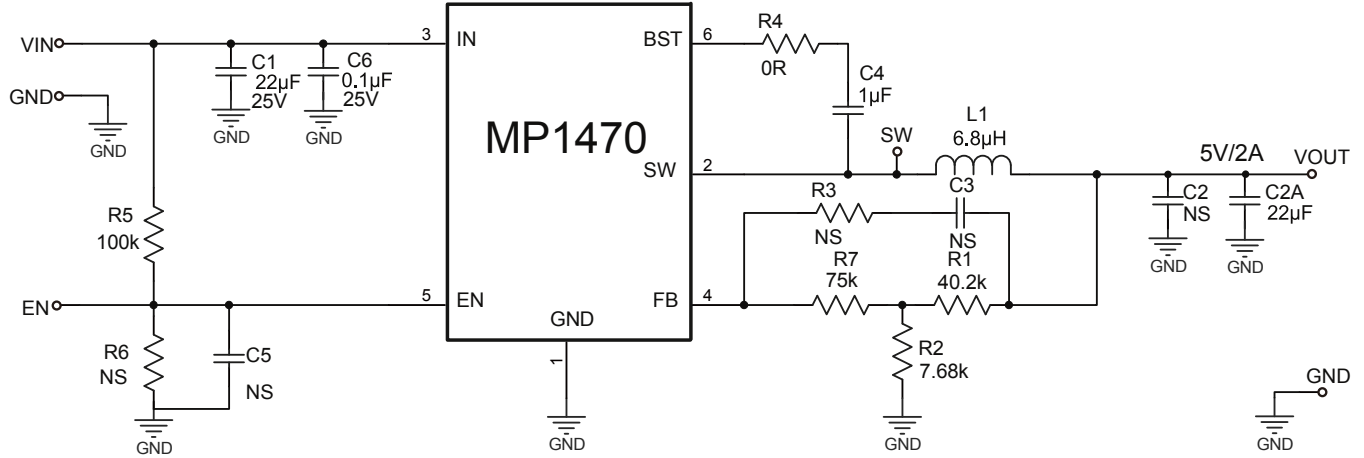 VIN
GND
GND
C1
22µF
25V
GND
C6
0.1µF
25V
GND
3
IN
MP1470
BST
6
R4
0R
C4
1µF
SW
2
SW
L1
6.8µH
5V/2A
VOUT
C2
NS
GND
C2A
22µF
GND
R3
NS
C3
NS
R5
100k
R7
75k
R1
40.2k
EN
5
EN
FB
4
GND
1
GND
R6
NS
C5
NS
GND
R2
7.68k
GND
GND
GND